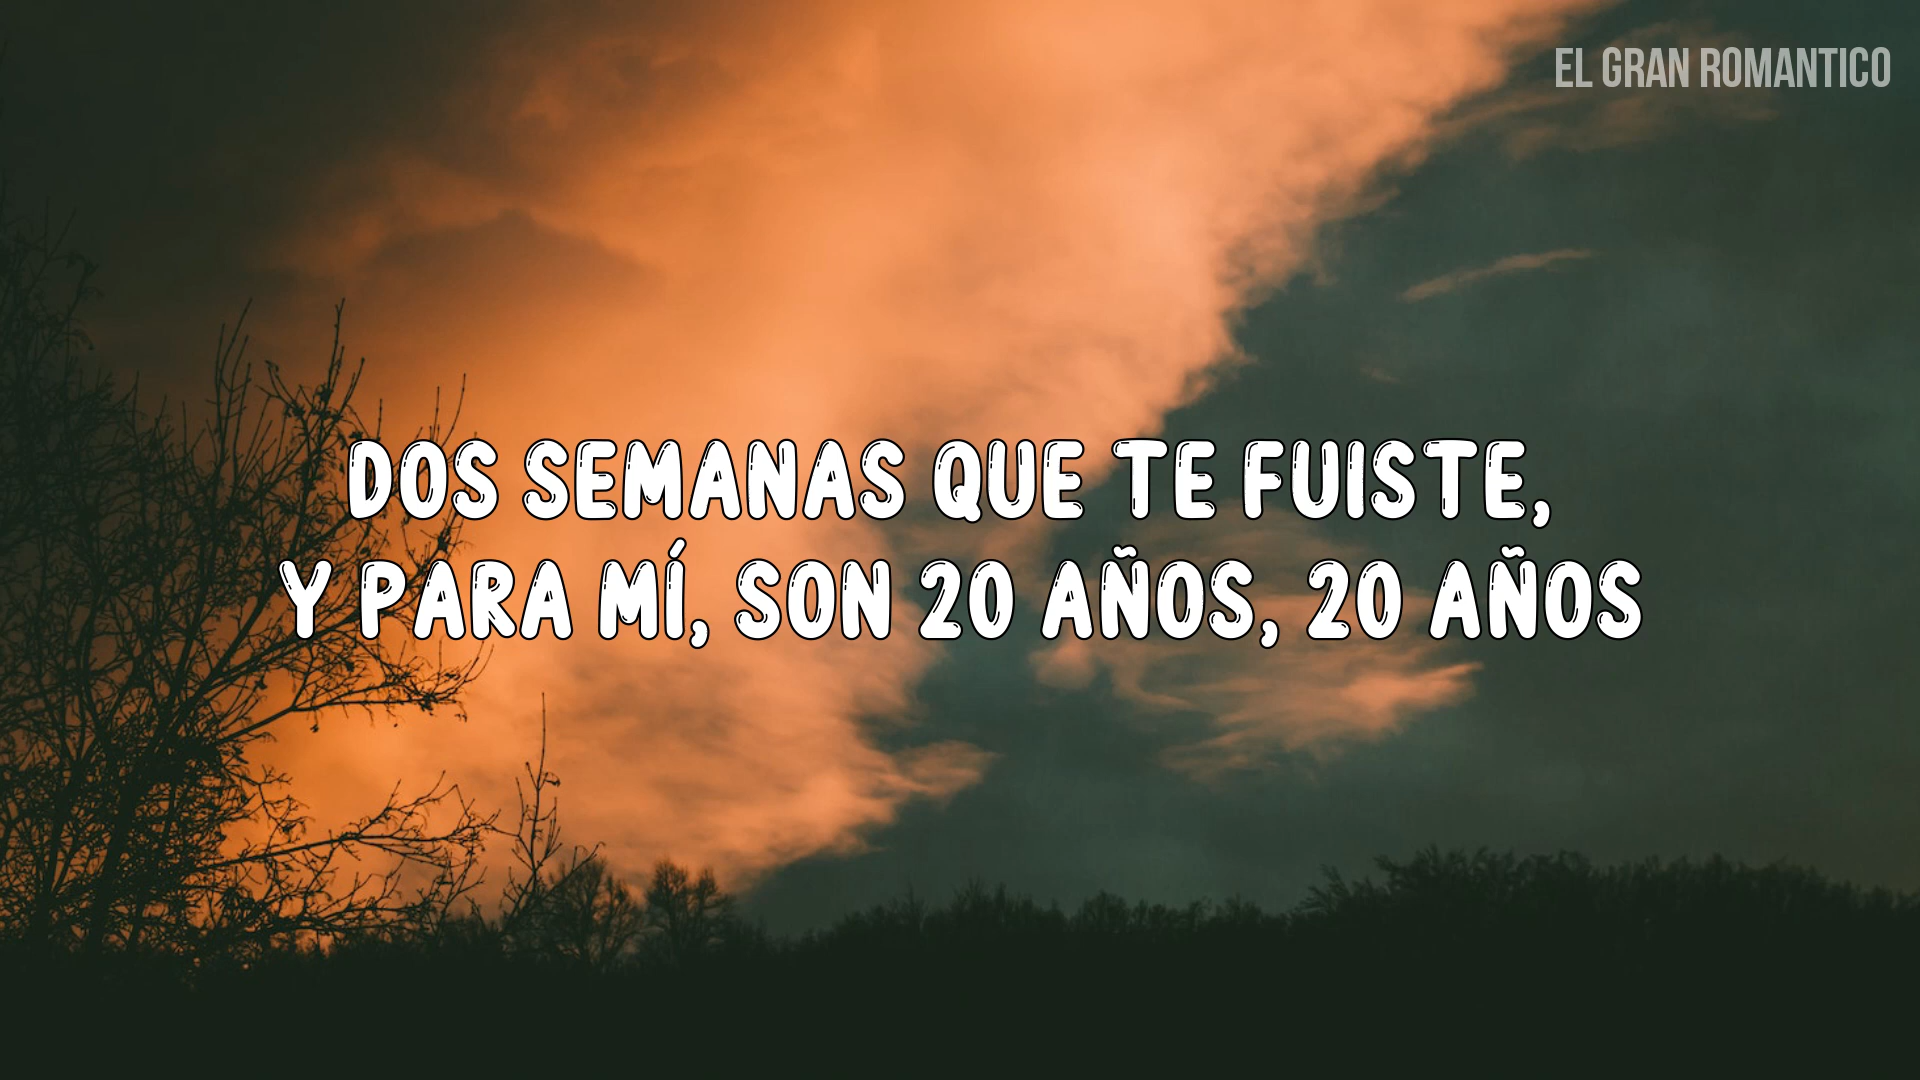 EL GRAN ROMANTICO
DOS SEMANAS QUE TE FUISTE,
Y PARA MÍ, SON 20 AÑOS, 20 AÑOS